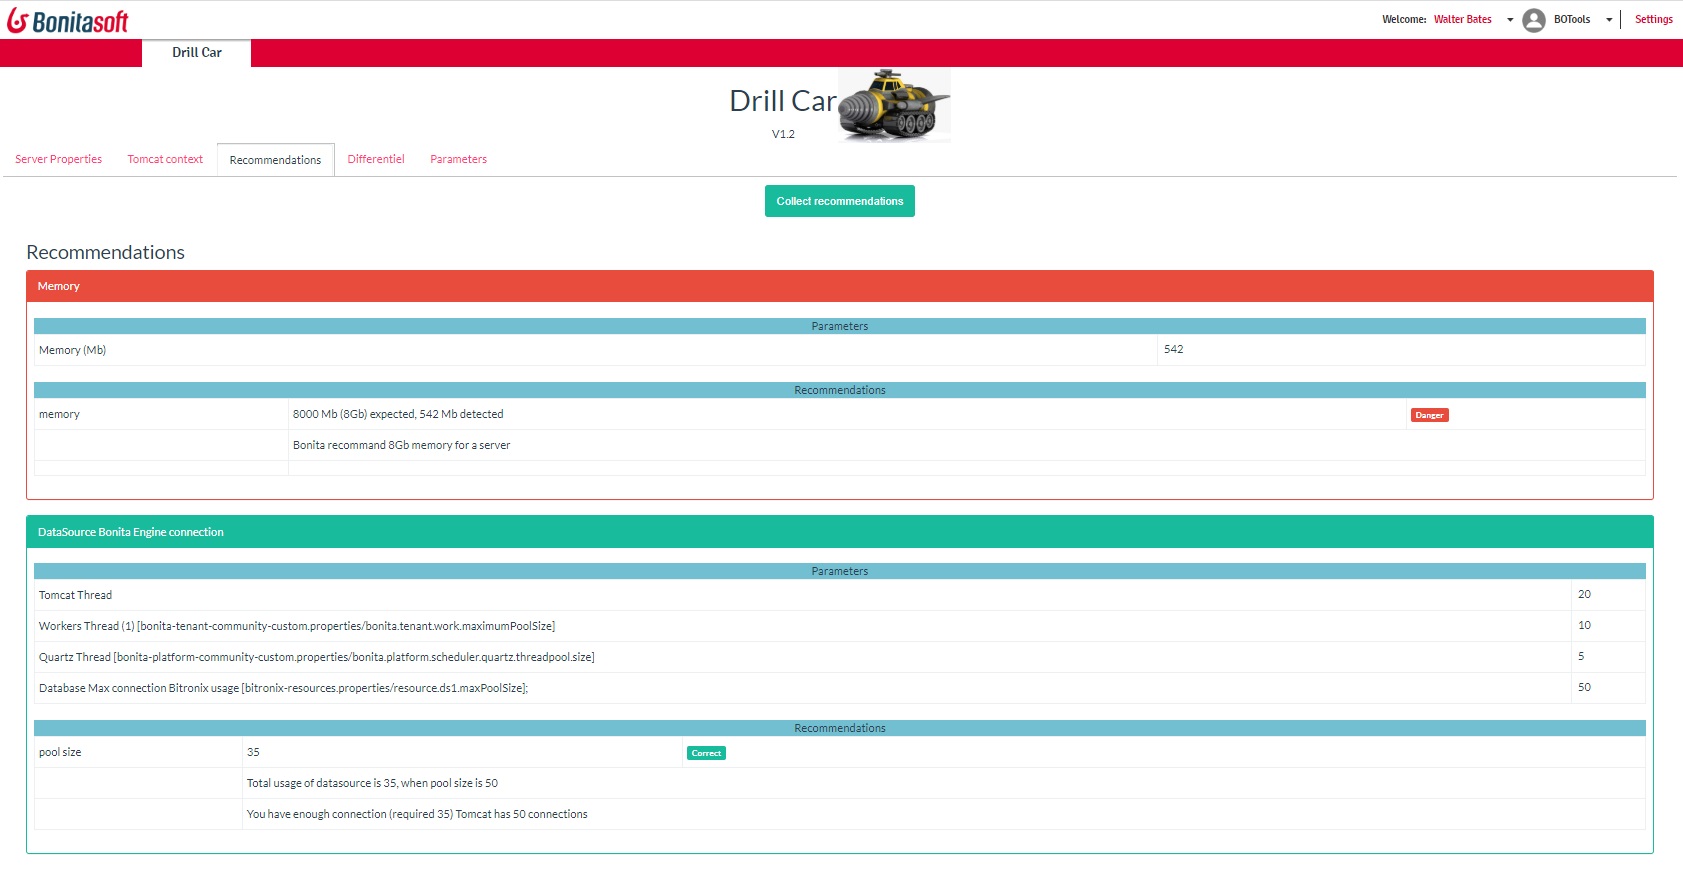 Bonitasoft
Welcome: Walter Bates BOTools Settings
Drill Car
Drill Car
V1.2
Server Properties Tomcat context Recommendations Differentiel Parameters
Collect recommendations
Recommendations
Memory
Parameters
Memory (Mb) 542
Recommendations
memory 8000 Mb (8Gb) expected, 542 Mb detected Danger
Bonita recommand 8Gb memory for a server
DataSource Bonita Engine connection
Parameters
Tomcat Thread 20
Workers Thread (1) [bonita-tenant-community-custom.properties/bonita.tenant.work.maximumPoolSize] 10
Quartz Thread [bonita-platform-community-custom.properties/bonita.platform.scheduler.quartz.threadpool.size] 5
Database Max connection Bitronix usage [bitronix-resources.properties/resource.ds1.maxPoolSize]; 50
Recommendations
pool size 35 Correct
Total usage of datasource is 35, when pool size is 50
You have enough connection (required 35) Tomcat has 50 connections